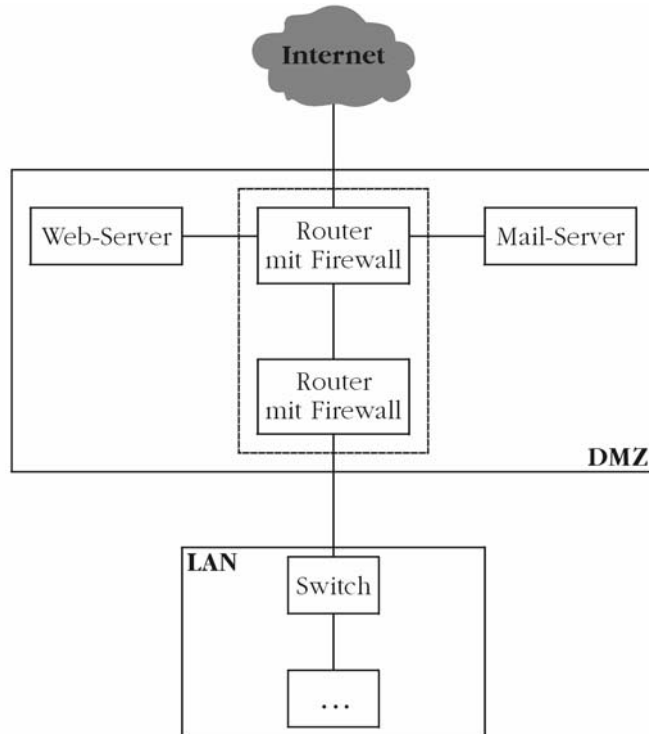 Internet
Web-Server
Router
mit Firewall
Mail-Server
Router
mit Firewall
DMZ
LAN
Switch
...